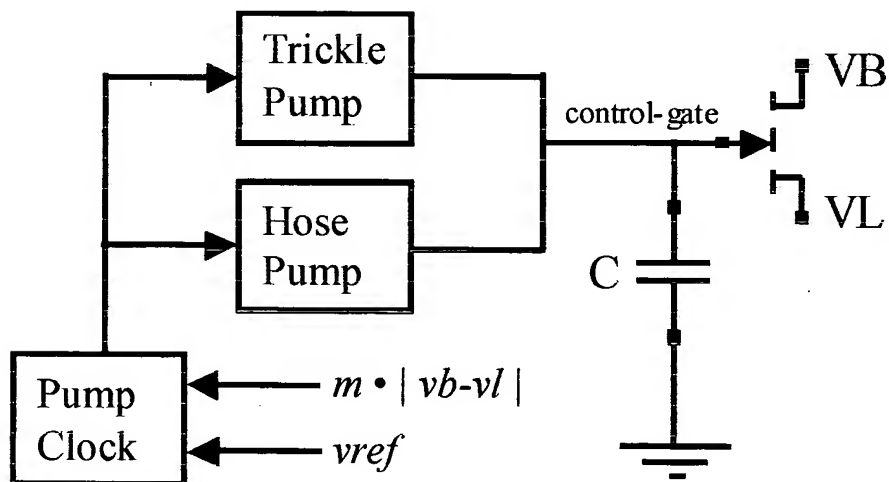 Trickle
Pump
VB
control-gate
VL
Hose
Pump
C
Pump
Clock
m • | vb-vl |
vref